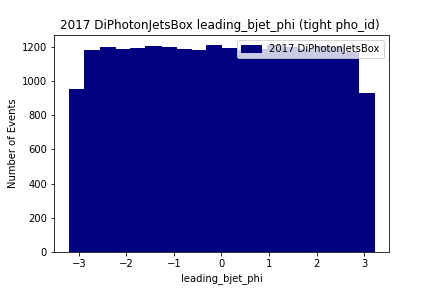 2017 DiPhotonJetsBox leading_bjet_phi (tight pho_id)
2017 DiPhotonJetsBox
1200
1000
800
600
400
200
0
Number of Events
−3 −2 −1 0 1 2 3
leading_bjet_phi